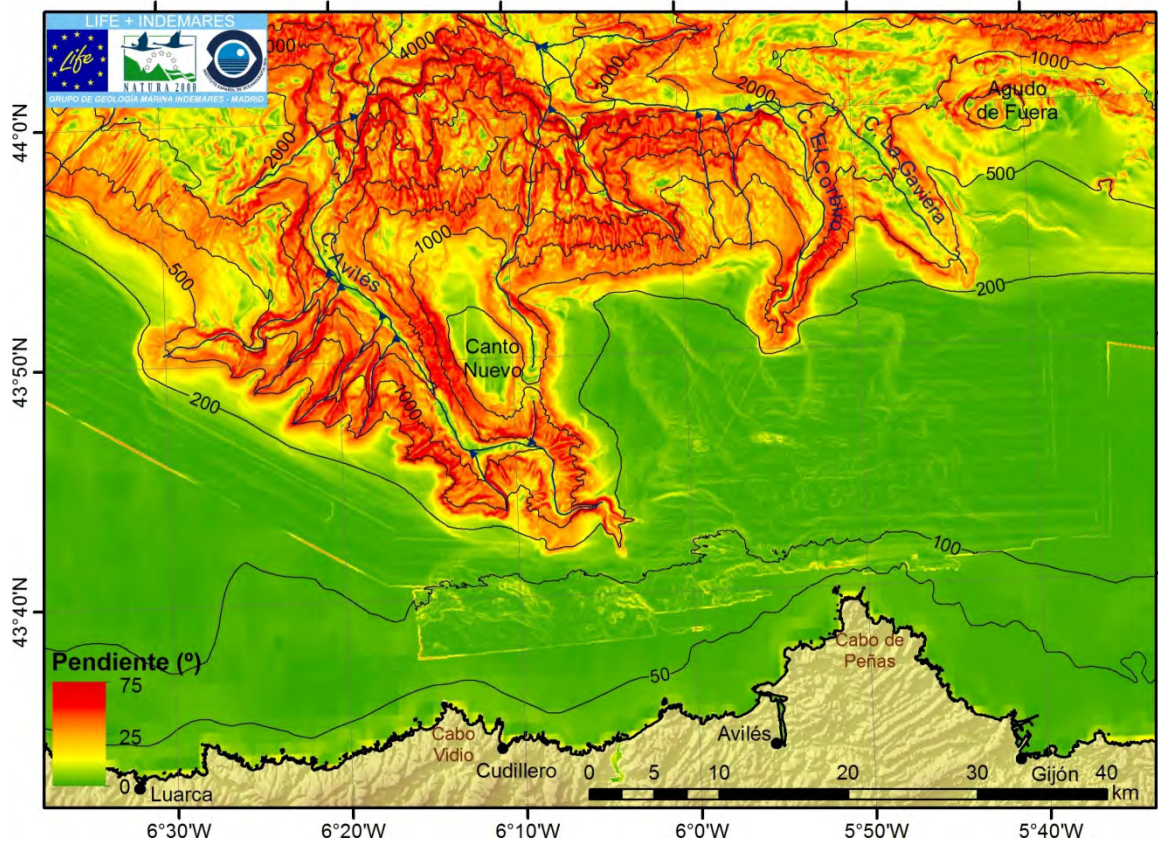 LIFE + INDEMARES
Life
NATURA 2000
GRUPO DE GEOLOGÍA MARINA INDEMARES - MADRID
4000
3000
2000
1000
Agudo
de Fuera
44°0'N
2000
C. El Corbiro
C. La Gaviera
500
C. Avilés
1000
500
200
43°50'N
Canto
Nuevo
200
1000
100
43°40'N
Cabo de
Peñas
Pendiente (º)
75
25
0
50
Cabo
Vidio
Avilés
Cudillero
Luarca
Gijón
0 5 10 20 30 40
km
6°30'W 6°20'W 6°10'W 6°0'W 5°50'W 5°40'W